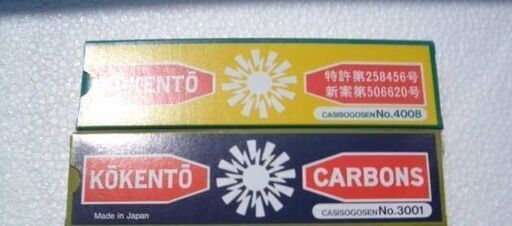 KŌKENTŌ
特許第258456号
新案第506620号
CASISOGOSEN No.4008
KŌKENTŌ
CARBONS
Made in Japan
CASISOGOSEN No.3001